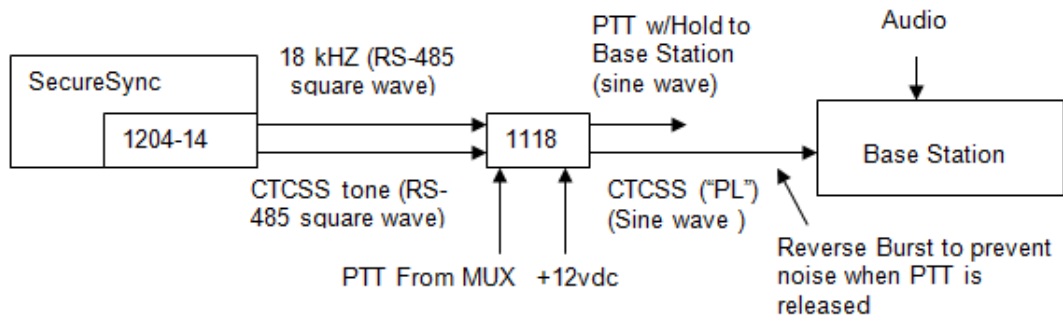 18 kHZ (RS-485
square wave)
PTT w/Hold to
Base Station
(sine wave)
Audio
SecureSync
1204-14
1118
Base Station
CTCSS tone (RS-
485 square wave)
CTCSS (“PL”)
(Sine wave )
PTT From MUX
+12vdc
Reverse Burst to prevent
noise when PTT is
released